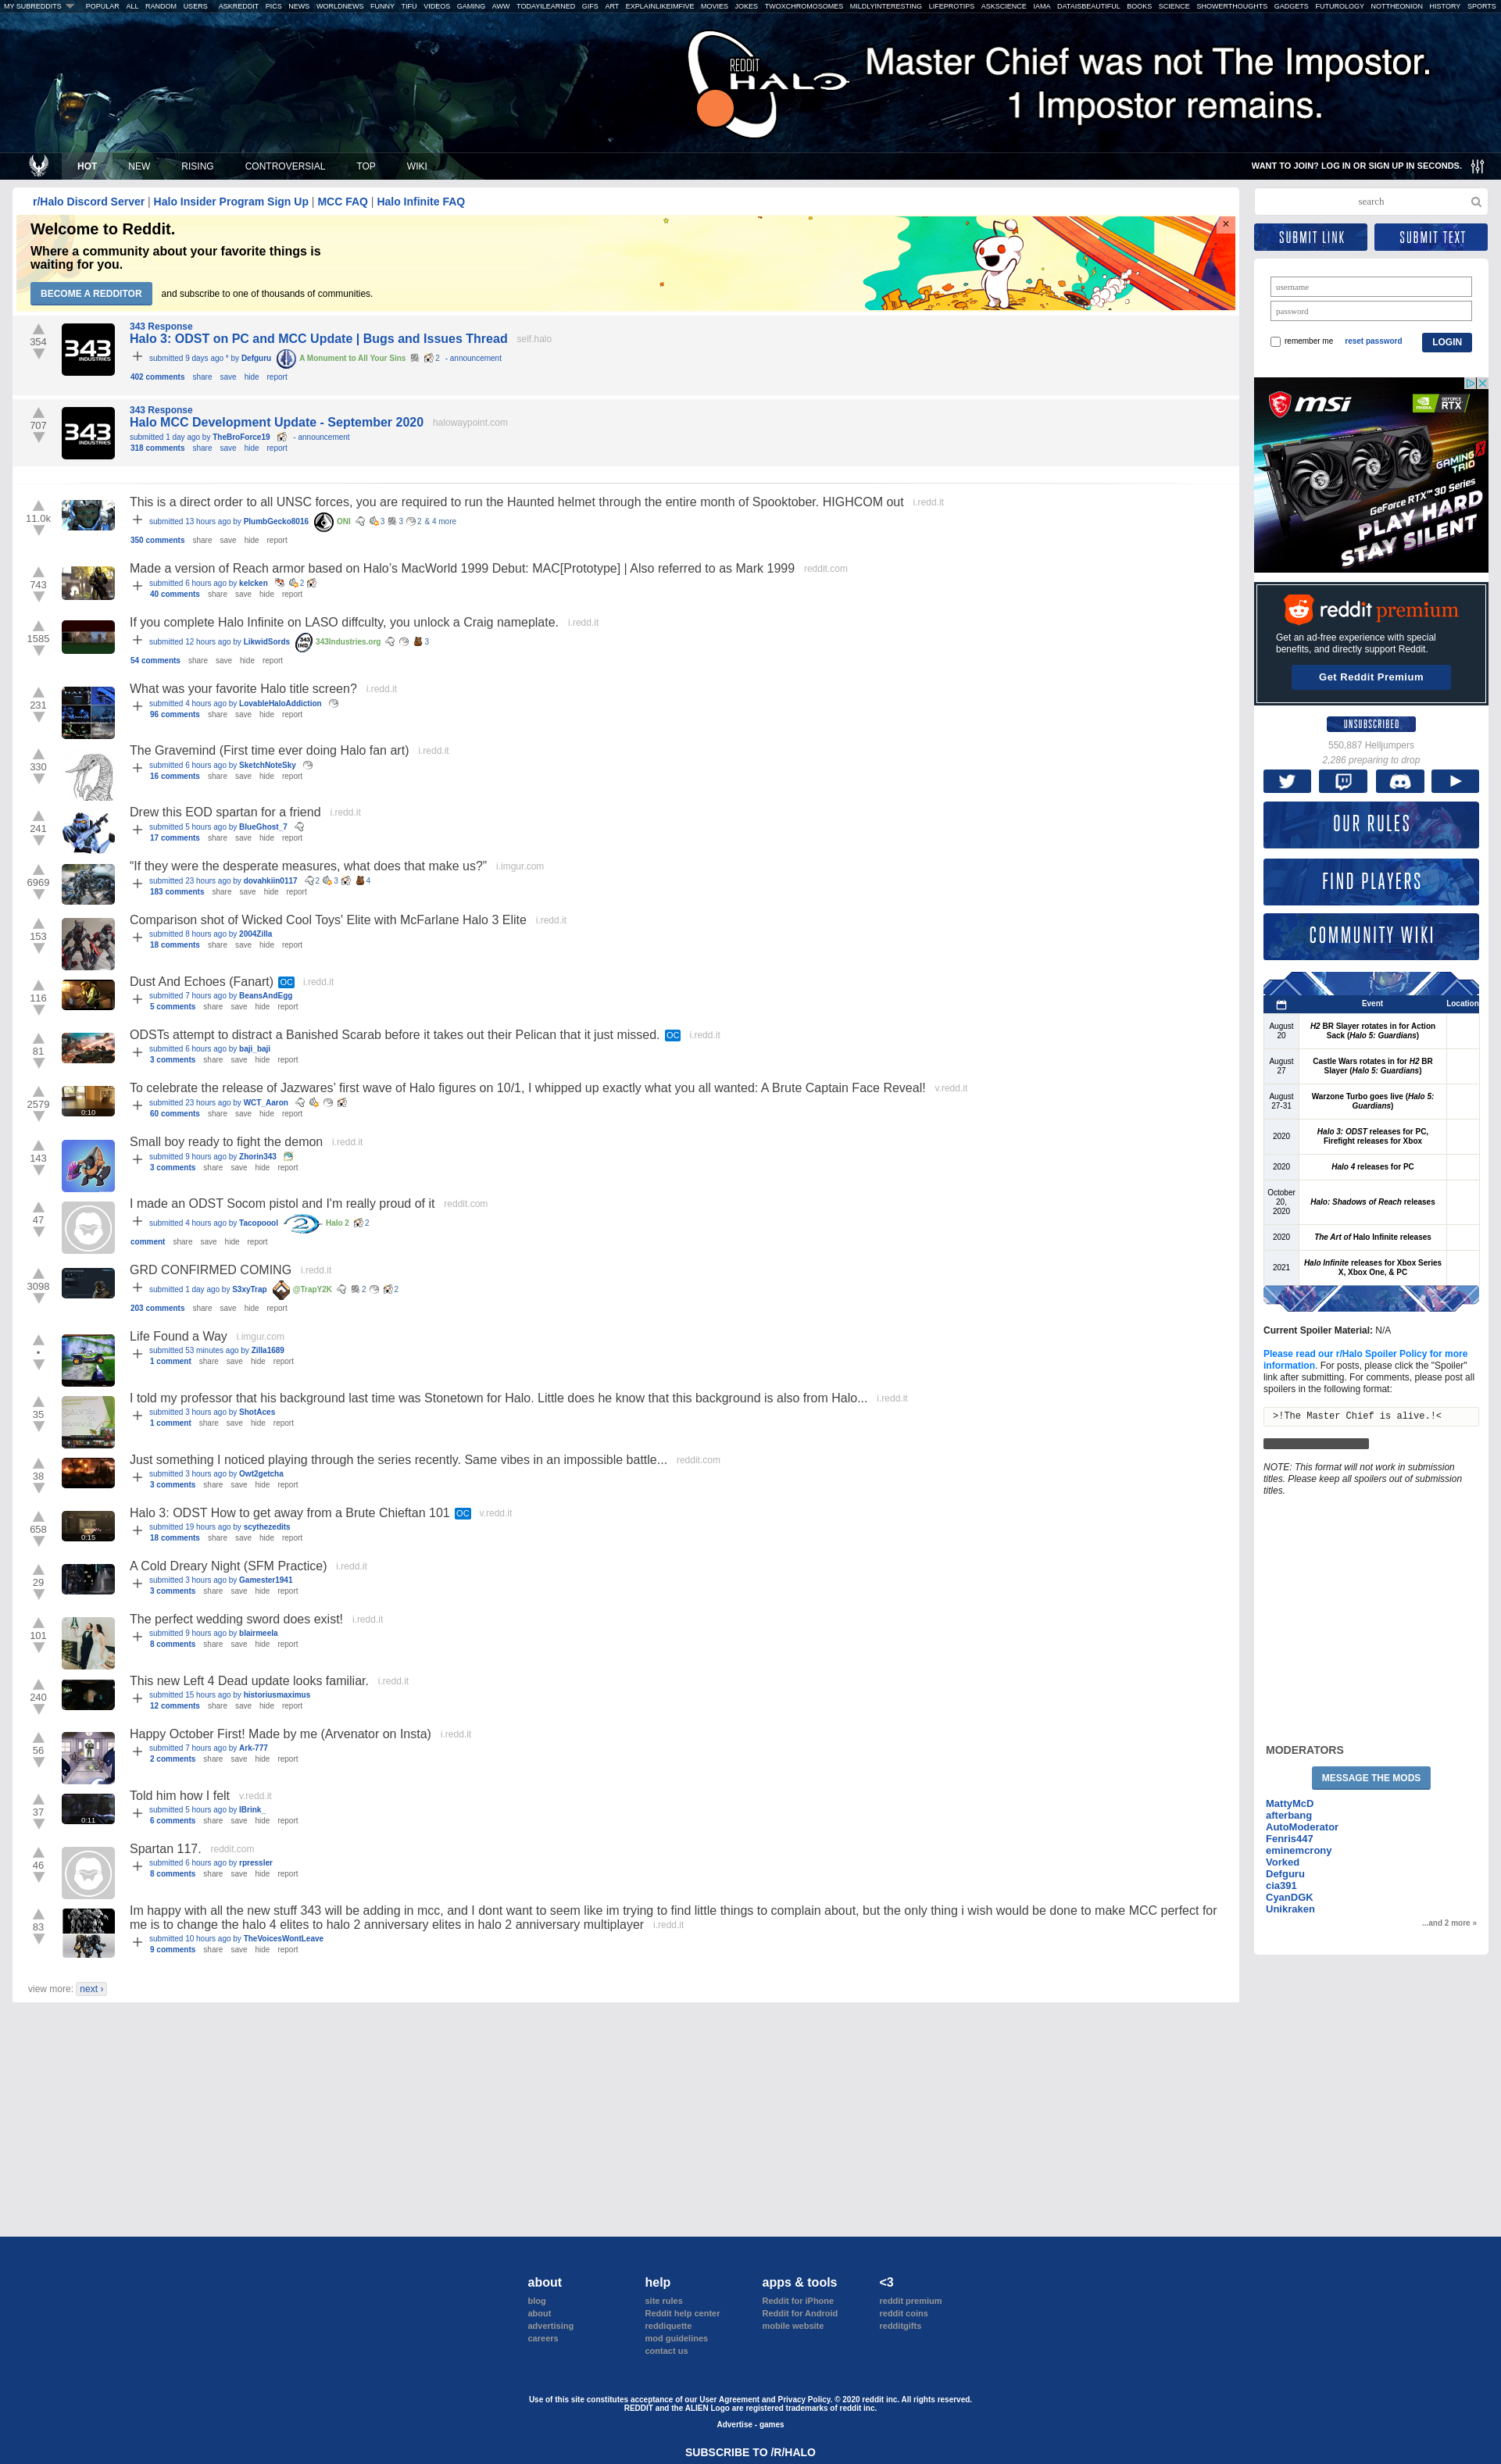 MY SUBREDDITS POPULAR ALL RANDOM USERS ASKREDDIT PICS NEWS WORLDNEWS FUNNY TIFU VIDEOS GAMING AWW TODAYILEARNED GIFS ART EXPLAINLIKEIMFIVE MOVIES JOKES TWOXCHROMOSOMES MILDLYINTERESTING LIFEPROTIPS ASKSCIENCE IAMA DATAISBEAUTIFUL BOOKS SCIENCE SHOWERTHOUGHTS GADGETS FUTUROLOGY NOTTHEONION HISTORY SPORTS
REDDIT
HALO
Master Chief was not The Impostor.
1 Impostor remains.
HOT NEW RISING CONTROVERSIAL TOP WIKI
WANT TO JOIN? LOG IN OR SIGN UP IN SECONDS.
r/Halo Discord Server | Halo Insider Program Sign Up | MCC FAQ | Halo Infinite FAQ
Welcome to Reddit.
Where a community about your favorite things is
waiting for you.
BECOME A REDDITOR and subscribe to one of thousands of communities.
×
354
343
INDUSTRIES
343 Response
Halo 3: ODST on PC and MCC Update | Bugs and Issues Thread self.halo
submitted 9 days ago * by Defguru A Monument to All Your Sins 2 - announcement
402 comments share save hide report
707
343
INDUSTRIES
343 Response
Halo MCC Development Update - September 2020 halowaypoint.com
submitted 1 day ago by TheBroForce19 - announcement
318 comments share save hide report
11.0k
This is a direct order to all UNSC forces, you are required to run the Haunted helmet through the entire month of Spooktober. HIGHCOM out i.redd.it
submitted 13 hours ago by PlumbGecko8016 ONI 3 3 2 & 4 more
350 comments share save hide report
743
Made a version of Reach armor based on Halo’s MacWorld 1999 Debut: MAC[Prototype] | Also referred to as Mark 1999 reddit.com
submitted 6 hours ago by kelcken 2
40 comments share save hide report
1585
If you complete Halo Infinite on LASO diffculty, you unlock a Craig nameplate. i.redd.it
submitted 12 hours ago by LikwidSords 343 IND 343Industries.org 3
54 comments share save hide report
231
What was your favorite Halo title screen? i.redd.it
submitted 4 hours ago by LovableHaloAddiction
96 comments share save hide report
330
The Gravemind (First time ever doing Halo fan art) i.redd.it
submitted 6 hours ago by SketchNoteSky
16 comments share save hide report
241
Drew this EOD spartan for a friend i.redd.it
submitted 5 hours ago by BlueGhost_7
17 comments share save hide report
6969
“If they were the desperate measures, what does that make us?” i.imgur.com
submitted 23 hours ago by dovahkiin0117 2 3 4
183 comments share save hide report
153
Comparison shot of Wicked Cool Toys' Elite with McFarlane Halo 3 Elite i.redd.it
submitted 8 hours ago by 2004Zilla
18 comments share save hide report
116
Dust And Echoes (Fanart) OC i.redd.it
submitted 7 hours ago by BeansAndEgg
5 comments share save hide report
81
ODSTs attempt to distract a Banished Scarab before it takes out their Pelican that it just missed. OC i.redd.it
submitted 6 hours ago by baji_baji
3 comments share save hide report
2579
0:10
To celebrate the release of Jazwares’ first wave of Halo figures on 10/1, I whipped up exactly what you all wanted: A Brute Captain Face Reveal! v.redd.it
submitted 23 hours ago by WCT_Aaron
60 comments share save hide report
143
Small boy ready to fight the demon i.redd.it
submitted 9 hours ago by Zhorin343
3 comments share save hide report
47
I made an ODST Socom pistol and I'm really proud of it reddit.com
submitted 4 hours ago by Tacopoool Halo 2 2
comment share save hide report
3098
GRD CONFIRMED COMING i.redd.it
submitted 1 day ago by S3xyTrap @TrapY2K 2 2
203 comments share save hide report
•
Life Found a Way i.imgur.com
submitted 53 minutes ago by Zilla1689
1 comment share save hide report
35
I told my professor that his background last time was Stonetown for Halo. Little does he know that this background is also from Halo... i.redd.it
submitted 3 hours ago by ShotAces
1 comment share save hide report
38
Just something I noticed playing through the series recently. Same vibes in an impossible battle... reddit.com
submitted 3 hours ago by Owt2getcha
3 comments share save hide report
658
0:15
Halo 3: ODST How to get away from a Brute Chieftan 101 OC v.redd.it
submitted 19 hours ago by scythezedits
18 comments share save hide report
29
A Cold Dreary Night (SFM Practice) i.redd.it
submitted 3 hours ago by Gamester1941
3 comments share save hide report
101
The perfect wedding sword does exist! i.redd.it
submitted 9 hours ago by blairmeela
8 comments share save hide report
240
This new Left 4 Dead update looks familiar. i.redd.it
submitted 15 hours ago by historiusmaximus
12 comments share save hide report
56
Happy October First! Made by me (Arvenator on Insta) i.redd.it
submitted 7 hours ago by Ark-777
2 comments share save hide report
37
0:11
Told him how I felt v.redd.it
submitted 5 hours ago by IBrink_
6 comments share save hide report
46
Spartan 117. reddit.com
submitted 6 hours ago by rpressler
8 comments share save hide report
83
Im happy with all the new stuff 343 will be adding in mcc, and I dont want to seem like im trying to find little things to complain about, but the only thing i wish would be done to make MCC perfect for
me is to change the halo 4 elites to halo 2 anniversary elites in halo 2 anniversary multiplayer i.redd.it
submitted 10 hours ago by TheVoicesWontLeave
9 comments share save hide report
view more: next ›
search
SUBMIT LINK SUBMIT TEXT
username
password
remember me reset password LOGIN
msi
NVIDIA GEFORCE RTX
GAMING X
TRIO
GEFORCE RTX™ 30 Series
PLAY HARD
STAY SILENT
reddit premium
Get an ad-free experience with special
benefits, and directly support Reddit.
Get Reddit Premium
UNSUBSCRIBED
550,887 Helljumpers
2,286 preparing to drop
OUR RULES
FIND PLAYERS
COMMUNITY WIKI
Event Location
August 20 H2 BR Slayer rotates in for Action Sack (Halo 5: Guardians)
August 27 Castle Wars rotates in for H2 BR Slayer (Halo 5: Guardians)
August 27-31 Warzone Turbo goes live (Halo 5: Guardians)
2020 Halo 3: ODST releases for PC, Firefight releases for Xbox
2020 Halo 4 releases for PC
October 20, 2020 Halo: Shadows of Reach releases
2020 The Art of Halo Infinite releases
2021 Halo Infinite releases for Xbox Series X, Xbox One, & PC
Current Spoiler Material: N/A
Please read our r/Halo Spoiler Policy for more
information. For posts, please click the "Spoiler"
link after submitting. For comments, please post all
spoilers in the following format:
>!The Master Chief is alive.!<
NOTE: This format will not work in submission
titles. Please keep all spoilers out of submission
titles.
MODERATORS
MESSAGE THE MODS
MattyMcD
afterbang
AutoModerator
Fenris447
eminemcrony
Vorked
Defguru
cia391
CyanDGK
Unikraken
...and 2 more »
about
blog
about
advertising
careers
help
site rules
Reddit help center
reddiquette
mod guidelines
contact us
apps & tools
Reddit for iPhone
Reddit for Android
mobile website
<3
reddit premium
reddit coins
redditgifts
Use of this site constitutes acceptance of our User Agreement and Privacy Policy. © 2020 reddit inc. All rights reserved.
REDDIT and the ALIEN Logo are registered trademarks of reddit inc.
Advertise - games
SUBSCRIBE TO /R/HALO